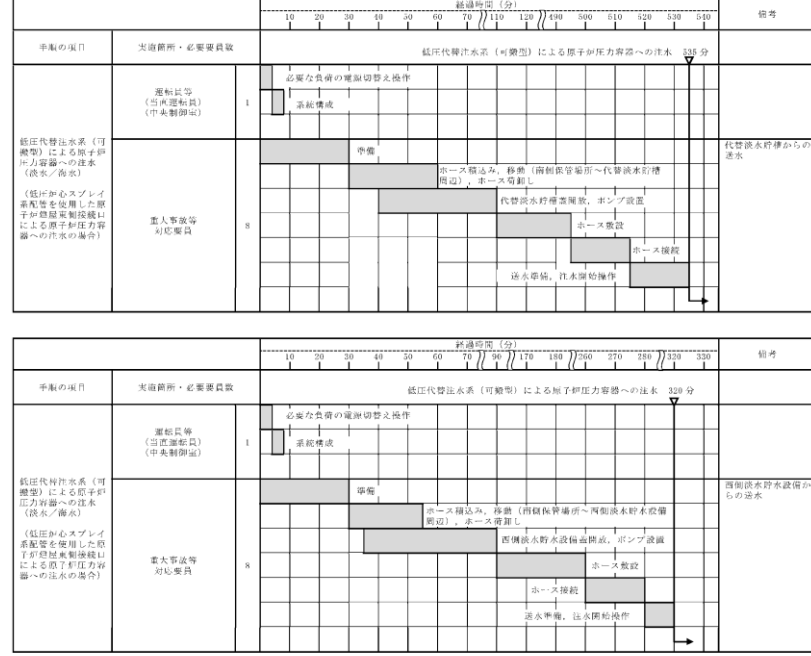 経過時間（分）
10 20 30 40 50 60 70 110 120 490 500 510 520 530 540
備考
手順の項目
実施箇所・必要要員数
低圧代替注水系（可搬型）による原子炉圧力容器への注水 535 分
運転員等
（当直運転員）
（中央制御室）
1
必要な負荷の電源切替え操作
系統構成
低圧代替注水系（可
搬型）による原子炉
圧力容器への注水
（淡水／海水）
（低圧炉心スプレイ
系配管を使用した原
子炉建屋東側接続口
による原子炉圧力容
器への注水の場合）
重大事故等
対応要員
8
準備
ホース積込み，移動（南側保管場所～代替淡水貯槽
周辺），ホース荷卸し
代替淡水貯槽蓋開放，ポンプ設置
ホース敷設
ホース接続
送水準備，注水開始操作
代替淡水貯槽からの
送水
経過時間（分）
10 20 30 40 50 60 70 90 170 180 260 270 280 320 330
備考
手順の項目
実施箇所・必要要員数
低圧代替注水系（可搬型）による原子炉圧力容器への注水 320 分
運転員等
（当直運転員）
（中央制御室）
1
必要な負荷の電源切替え操作
系統構成
低圧代替注水系（可
搬型）による原子炉
圧力容器への注水
（淡水／海水）
（低圧炉心スプレイ
系配管を使用した原
子炉建屋東側接続口
による原子炉圧力容
器への注水の場合）
重大事故等
対応要員
8
準備
ホース積込み，移動（南側保管場所～西側淡水貯水設備
周辺），ホース荷卸し
西側淡水貯水設備蓋開放，ポンプ設置
ホース敷設
ホース接続
送水準備，注水開始操作
西側淡水貯水設備か
らの送水